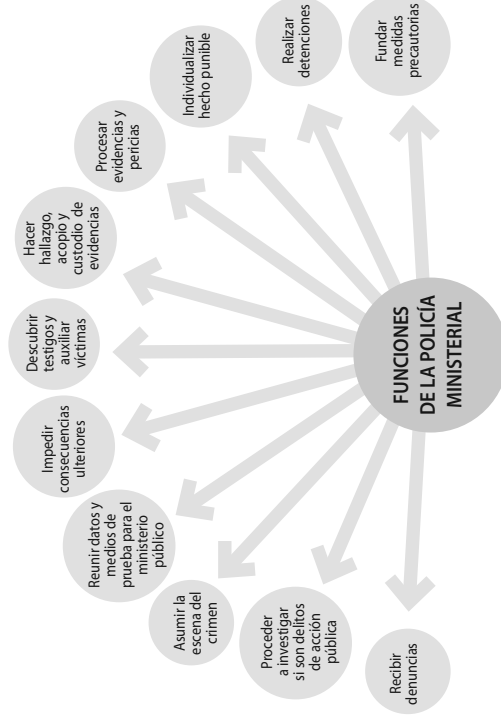 FUNCIONES
DE LA POLICÍA
MINISTERIAL
Recibir
denuncias
Proceder
a investigar
si son delitos
de acción
pública
Asumir la
escena del
crimen
Reunir datos y
medios de
prueba para el
ministerio
público
Impedir
consecuencias
ulteriores
Descubrir
testigos y
auxiliar
víctimas
Hacer
hallazgo,
acopio y
custodio de
evidencias
Procesar
evidencias y
pericias
Individualizar
hecho punible
Realizar
detenciones
Fundar
medidas
precautorias